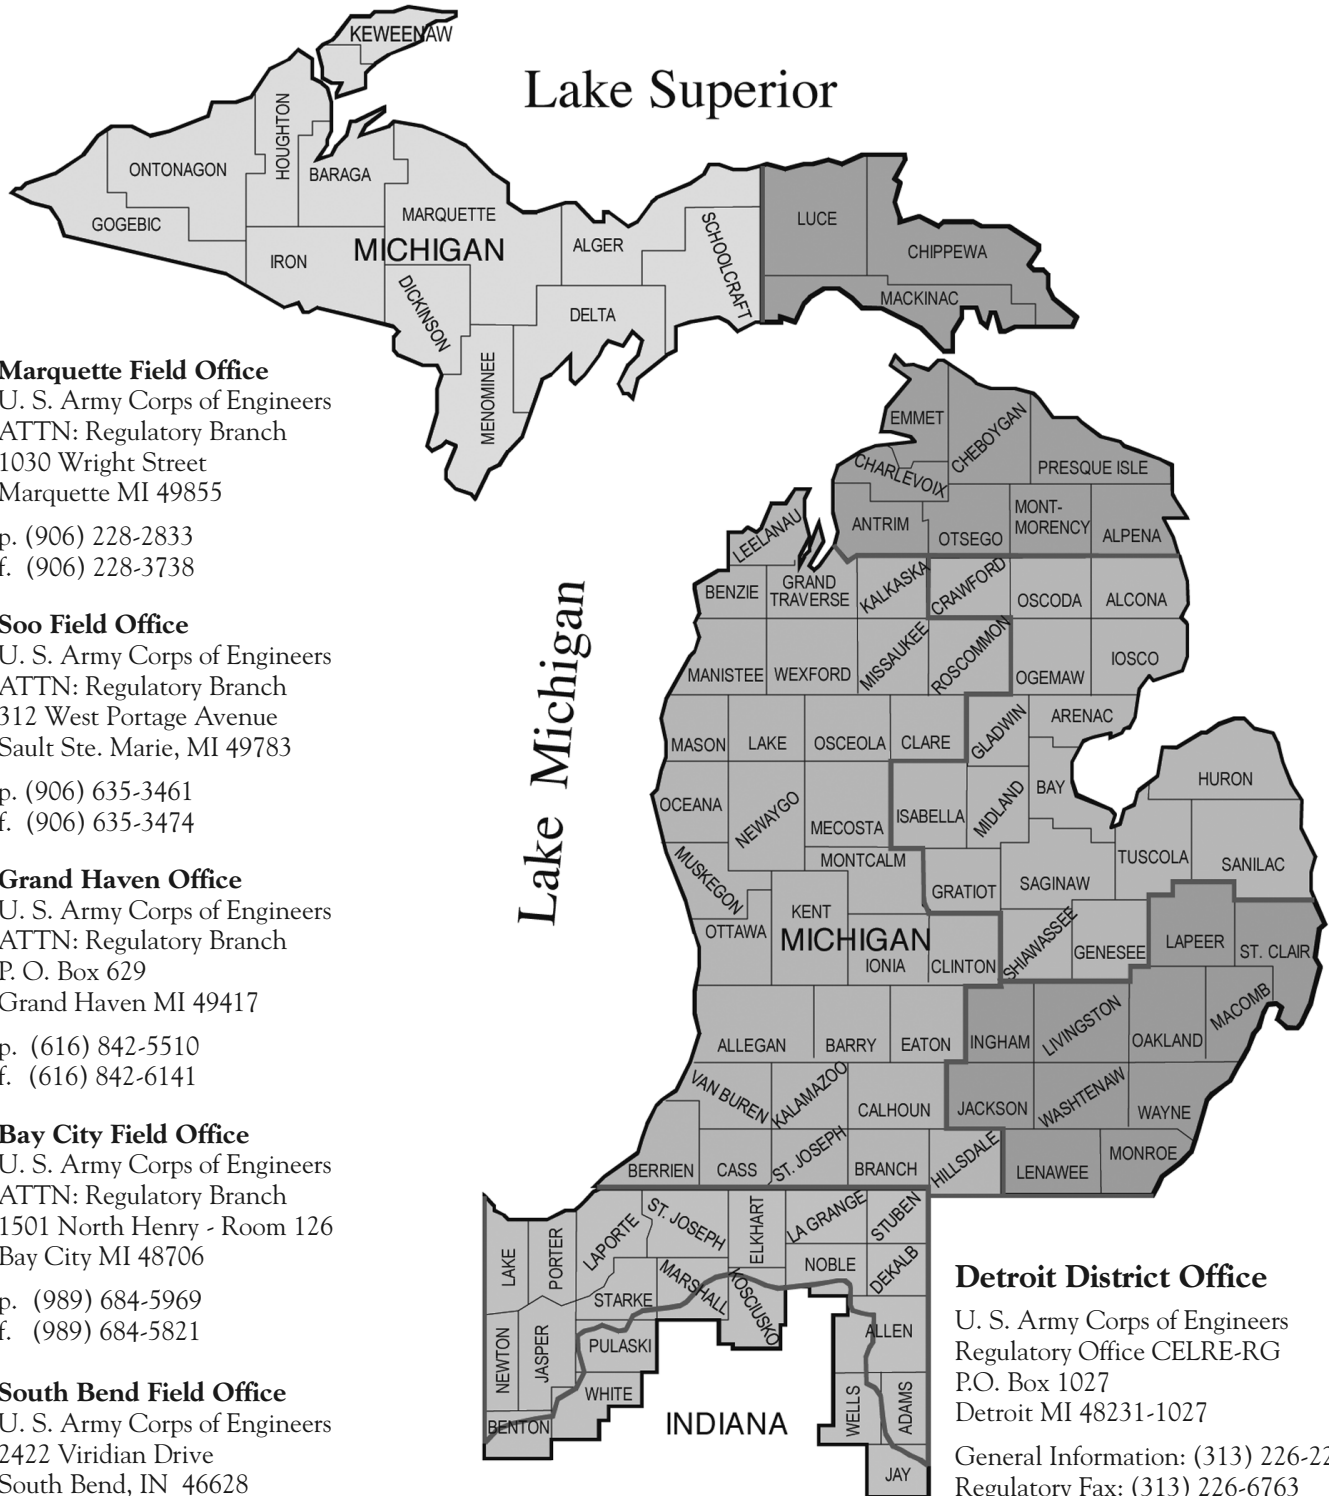 KEWEENAW
Lake Superior
HOUGHTON
ONTONAGON
BARAGA
GOGEBIC
MARQUETTE
MICHIGAN
IRON
ALGER
SCHOOLCRAFT
LUCE
CHIPPEWA
MACKINAC
DICKINSON
DELTA
MENOMINEE
Marquette Field Office
U. S. Army Corps of Engineers
ATTN: Regulatory Branch
1030 Wright Street
Marquette MI 49855
p. (906) 228-2833
f. (906) 228-3738
Soo Field Office
U. S. Army Corps of Engineers
ATTN: Regulatory Branch
312 West Portage Avenue
Sault Ste. Marie, MI 49783
p. (906) 635-3461
f. (906) 635-3474
Grand Haven Office
U. S. Army Corps of Engineers
ATTN: Regulatory Branch
P. O. Box 629
Grand Haven MI 49417
p. (616) 842-5510
f. (616) 842-6141
Bay City Field Office
U. S. Army Corps of Engineers
ATTN: Regulatory Branch
1501 North Henry - Room 126
Bay City MI 48706
p. (989) 684-5969
f. (989) 684-5821
South Bend Field Office
U. S. Army Corps of Engineers
2422 Viridian Drive
South Bend, IN 46628
Lake Michigan
EMMET
CHEBOYGAN
CHARLEVOIX
PRESQUE ISLE
ANTRIM
OTSEGO
MONT-
MORENCY
ALPENA
LEELANAU
BENZIE
GRAND
TRAVERSE
KALKASKA
CRAWFORD
OSCODA
ALCONA
MANISTEE
WEXFORD
MISSAUKEE
ROSCOMMON
OGEMAW
IOSCO
MASON
LAKE
OSCEOLA
CLARE
GLADWIN
ARENAC
OCEANA
NEWAYGO
MECOSTA
ISABELLA
MIDLAND
BAY
HURON
MUSKEGON
MONTCALM
GRATIOT
SAGINAW
TUSCOLA
SANILAC
OTTAWA
KENT
MICHIGAN
IONIA
CLINTON
SHIAWASSEE
GENESEE
LAPEER
ST. CLAIR
ALLEGAN
BARRY
EATON
INGHAM
LIVINGSTON
OAKLAND
MACOMB
VAN BUREN
KALAMAZOO
CALHOUN
JACKSON
WASHTENAW
WAYNE
BERRIEN
CASS
ST. JOSEPH
BRANCH
HILLSDALE
LENAWEE
MONROE
LAKE
PORTER
LAPORTE
ST. JOSEPH
ELKHART
LA GRANGE
STUBEN
NOBLE
DEKALB
STARKE
MARSHALL
KOSCIUSKO
NEWTON
JASPER
PULASKI
ALLEN
WHITE
BENTON
INDIANA
WELLS
ADAMS
JAY
Detroit District Office
U. S. Army Corps of Engineers
Regulatory Office CELRE-RG
P.O. Box 1027
Detroit MI 48231-1027
General Information: (313) 226-22
Regulatory Fax: (313) 226-6763